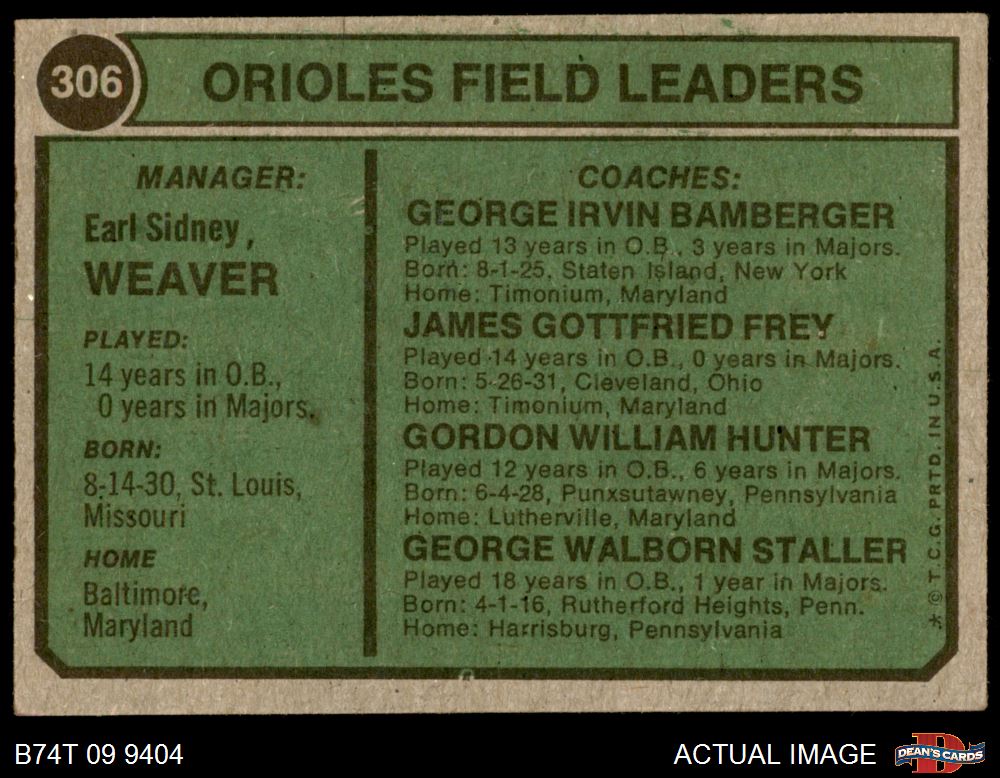 306
ORIOLES FIELD LEADERS
MANAGER:
Earl Sidney,
WEAVER
PLAYED:
14 years in O.B.,
0 years in Majors.
BORN:
8-14-30, St. Louis,
Missouri
HOME
Baltimore,
Maryland
COACHES:
GEORGE IRVIN BAMBERGER
Played 13 years in O.B., 3 years in Majors.
Born: 8-1-25, Staten Island, New York
Home: Timonium, Maryland
JAMES GOTTFRIED FREY
Played 14 years in O.B., 0 years in Majors.
Born: 5-26-31, Cleveland, Ohio
Home: Timonium, Maryland
GORDON WILLIAM HUNTER
Played 12 years in O.B., 6 years in Majors.
Born: 6-4-28, Punxsutawney, Pennsylvania
Home: Lutherville, Maryland
GEORGE WALBORN STALLER
Played 18 years in O.B., 1 year in Majors.
Born: 4-1-16, Rutherford Heights, Penn.
Home: Harrisburg, Pennsylvania
* © T.C.G. PRTD. IN U.S.A.
B74T 09 9404
ACTUAL IMAGE
DEAN'S CARDS